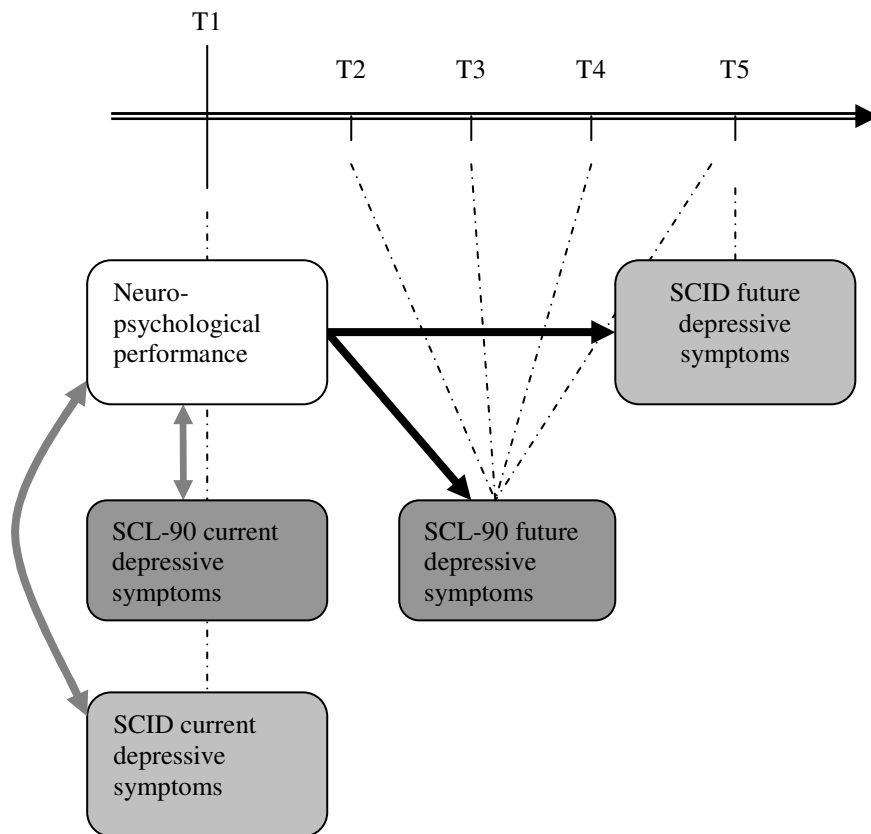 T1
T2 T3 T4 T5
Neuro-
psychological
performance
SCID future
depressive
symptoms
SCL-90 current
depressive
symptoms
SCL-90 future
depressive
symptoms
SCID current
depressive
symptoms